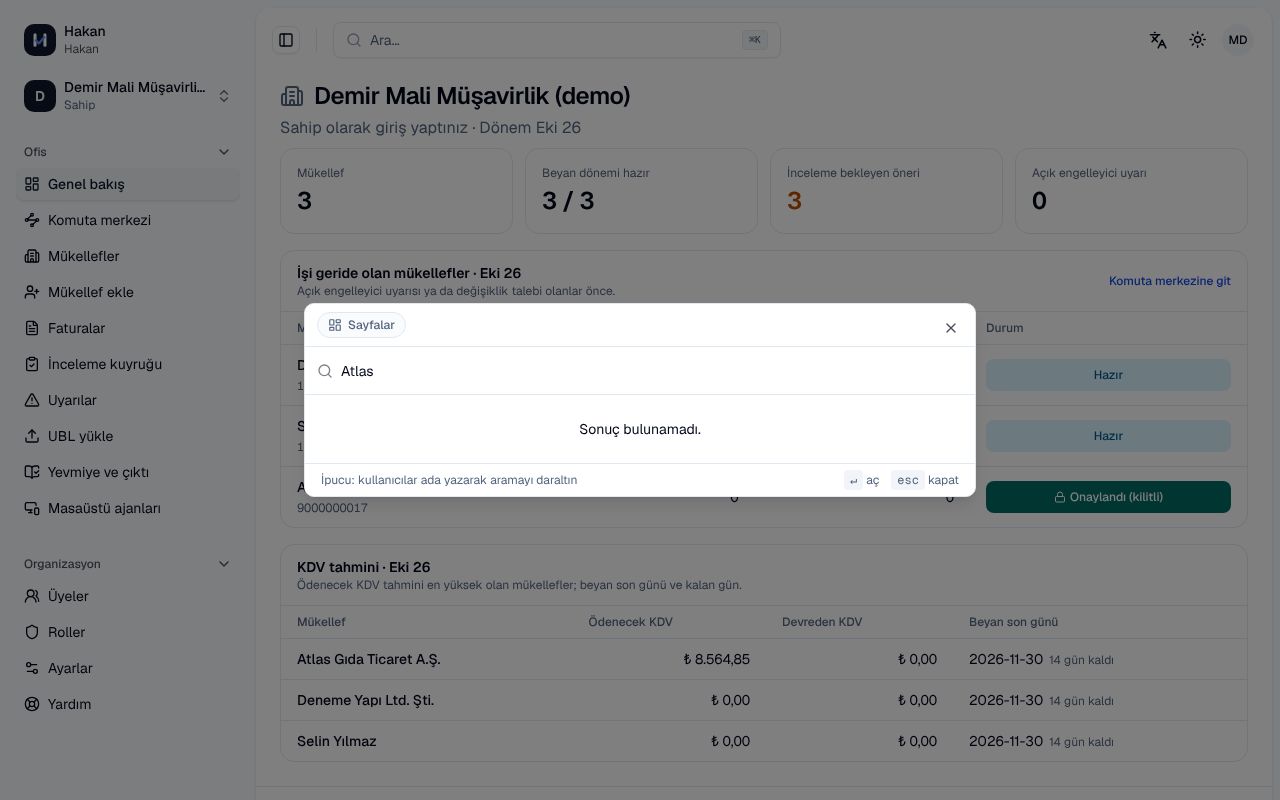 Hakan
Hakan
D
Demir Mali Müşavirli...
Sahip
Ofis
Genel bakış
Komuta merkezi
Mükellefler
Mükellef ekle
Faturalar
İnceleme kuyruğu
Uyarılar
UBL yükle
Yevmiye ve çıktı
Masaüstü ajanları
Organizasyon
Üyeler
Roller
Ayarlar
Yardım
Ara... ⌘K
MD
Demir Mali Müşavirlik (demo)
Sahip olarak giriş yaptınız · Dönem Eki 26
Mükellef
3
Beyan dönemi hazır
3 / 3
İnceleme bekleyen öneri
3
Açık engelleyici uyarı
0
İşi geride olan mükellefler · Eki 26
Açık engelleyici uyarısı ya da değişiklik talebi olanlar önce.
Komuta merkezine git
Durum
Hazır
Hazır
Onaylandı (kilitli)
9000000017
Sayfalar
Atlas
Sonuç bulunamadı.
İpucu: kullanıcılar ada yazarak aramayı daraltın
↵ aç esc kapat
KDV tahmini · Eki 26
Ödenecek KDV tahmini en yüksek olan mükellefler; beyan son günü ve kalan gün.
Mükellef Ödenecek KDV Devreden KDV Beyan son günü
Atlas Gıda Ticaret A.Ş. ₺ 8.564,85 ₺ 0,00 2026-11-30 14 gün kaldı
Deneme Yapı Ltd. Şti. ₺ 0,00 ₺ 0,00 2026-11-30 14 gün kaldı
Selin Yılmaz ₺ 0,00 ₺ 0,00 2026-11-30 14 gün kaldı